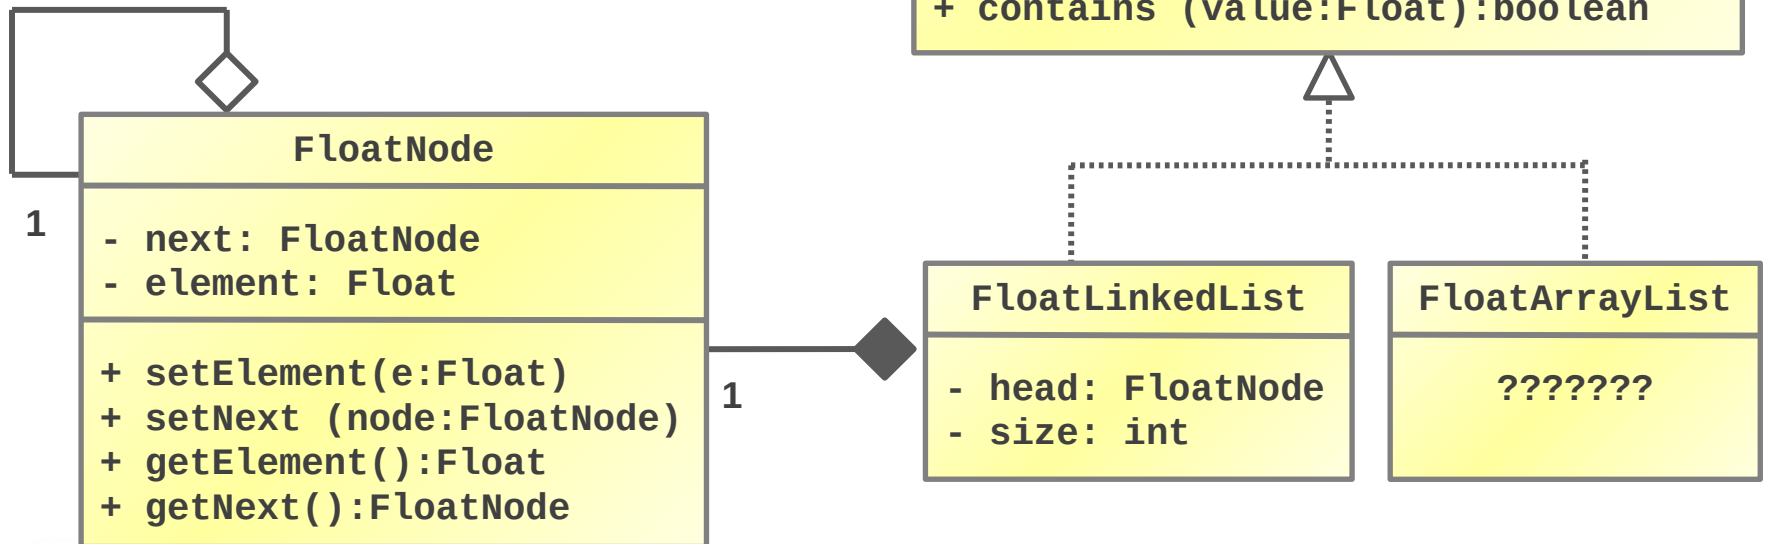 + contains (value:Float):boolean
FloatNode
1
- next: FloatNode
- element: Float
+ setElement(e:Float)
+ setNext (node:FloatNode)
+ getElement():Float
+ getNext():FloatNode
1
FloatLinkedList
- head: FloatNode
- size: int
FloatArrayList
???????